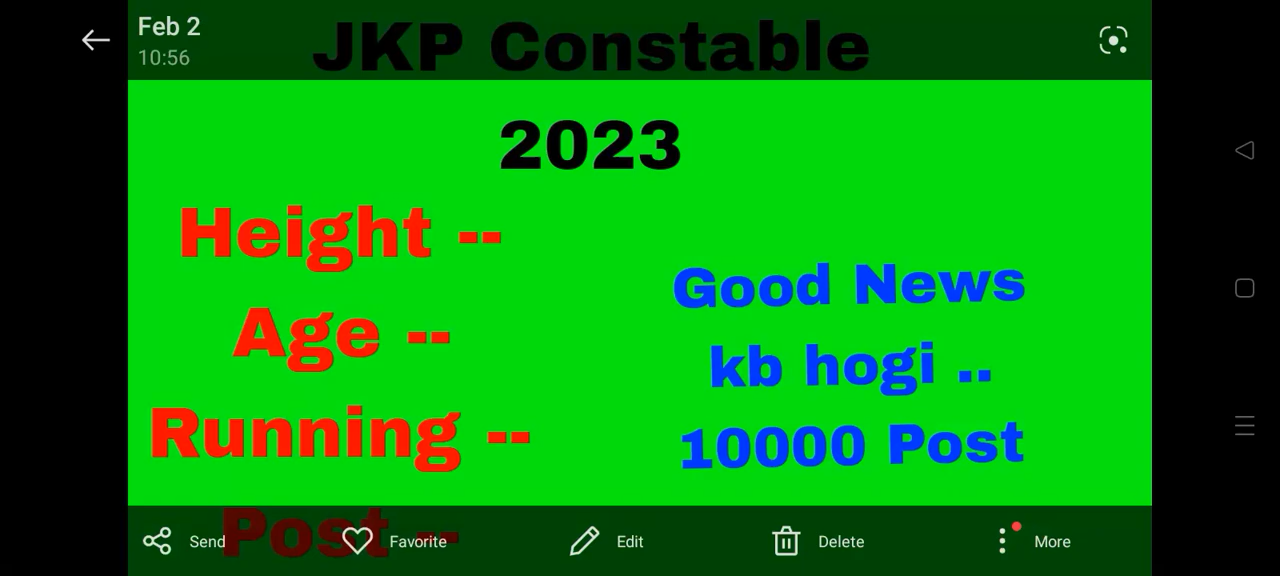 Feb 2
10:56
JKP Constable
2023
Height --
Age --
Running --
Post --
Good News
kb hogi ..
10000 Post
Send
Favorite
Edit
Delete
More